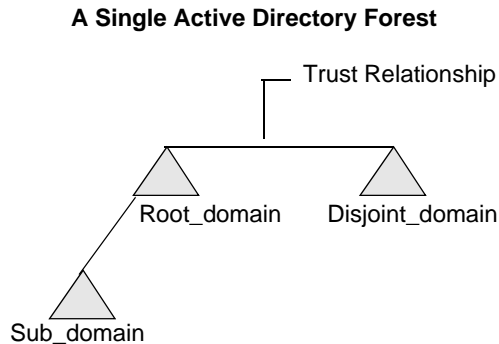 A Single Active Directory Forest
Trust Relationship
Root_domain
Disjoint_domain
Sub_domain